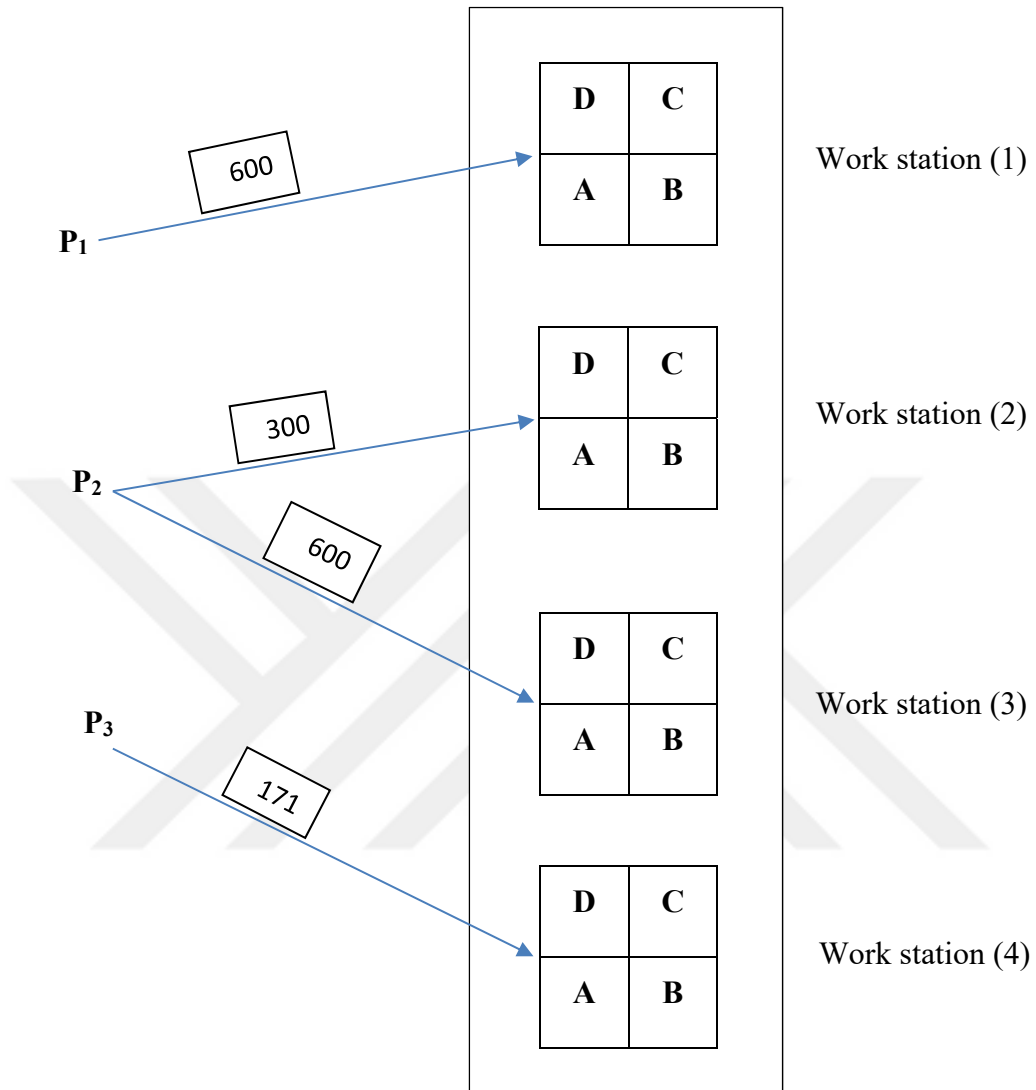 D C
600
Work station (1)
A B
P₁
D C
300
Work station (2)
A B
P₂
600
D C
Work station (3)
P₃
A B
171
D C
Work station (4)
A B